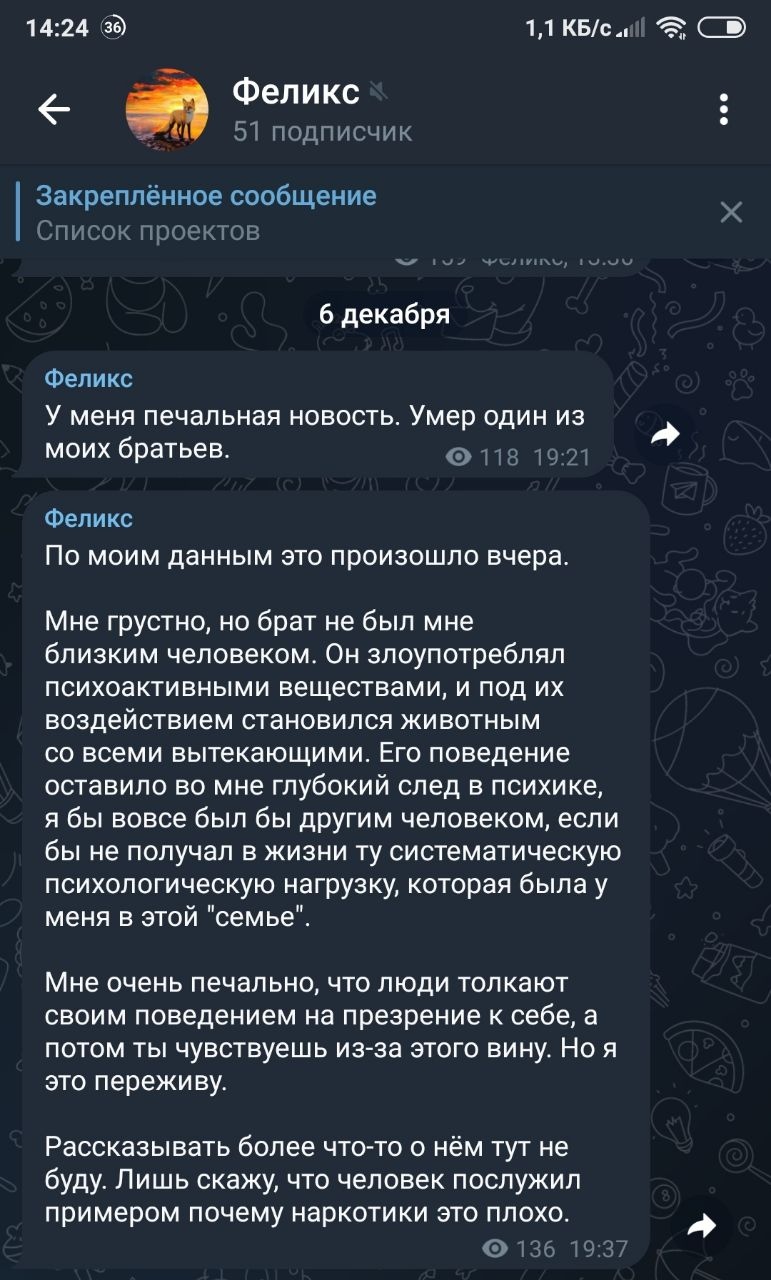 14:24 36 1,1 КБ/с
Феликс
51 подписчик
Закреплённое сообщение
Список проектов
6 декабря
Феликс
У меня печальная новость. Умер один из
моих братьев.
118 19:21
Феликс
По моим данным это произошло вчера.
Мне грустно, но брат не был мне
близким человеком. Он злоупотреблял
психоактивными веществами, и под их
воздействием становился животным
со всеми вытекающими. Его поведение
оставило во мне глубокий след в психике,
я бы вовсе был бы другим человеком, если
бы не получал в жизни ту систематическую
психологическую нагрузку, которая была у
меня в этой "семье".
Мне очень печально, что люди толкают
своим поведением на презрение к себе, а
потом ты чувствуешь из-за этого вину. Но я
это переживу.
Рассказывать более что-то о нём тут не
буду. Лишь скажу, что человек послужил
примером почему наркотики это плохо.
136 19:37